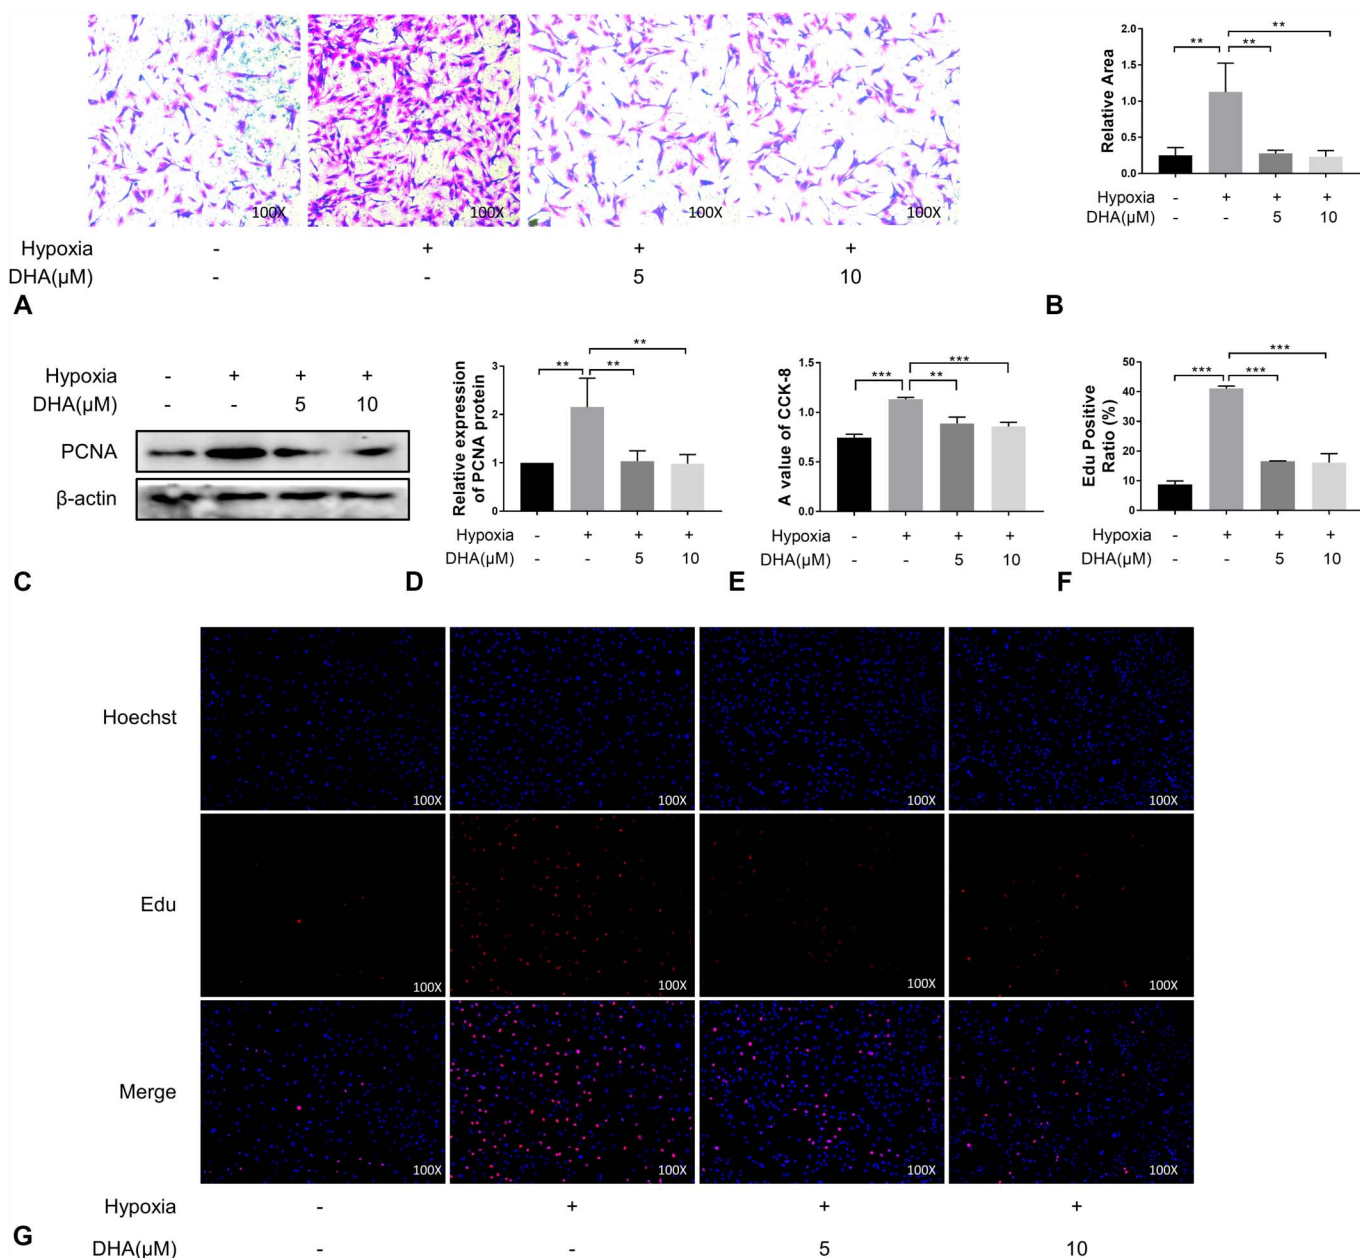 100X 100X 100X 100X
Hypoxia - + + +
DHA(μM) - - 5 10
A
Relative Area
2.0
1.5
1.0
0.5
0.0
** ** **
Hypoxia - + + +
DHA(μM) - - 5 10
B
Hypoxia - + + +
DHA(μM) - - 5 10
PCNA
β-actin
C
Relative expression
of PCNA protein
3
2
1
0
** ** **
Hypoxia - + + +
DHA(μM) - - 5 10
D
A value of CCK-8
1.5
1.0
0.5
0.0
*** ** ***
Hypoxia - + + +
DHA(μM) - - 5 10
E
Edu Positive
Ratio (%)
50
40
30
20
10
0
*** *** ***
Hypoxia - + + +
DHA(μM) - - 5 10
F
Hoechst
100X 100X 100X 100X
Edu
100X 100X 100X 100X
Merge
100X 100X 100X 100X
Hypoxia - + + +
G
DHA(μM) - - 5 10